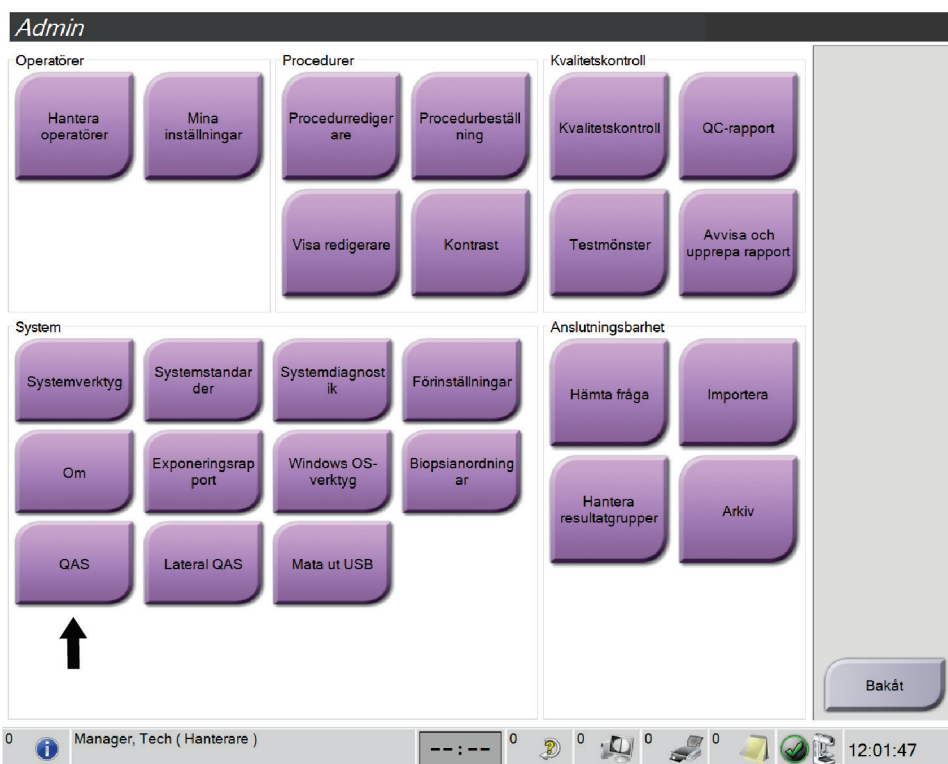 Admin
Operatörer
Hantera
operatörer
Mina
inställningar
Procedurer
Procedurrediger
are
Procedurbeställ
ning
Visa redigerare
Kontrast
Kvalitetskontroll
Kvalitetskontroll
QC-rapport
Testmönster
Avvisa och
upprepa rapport
System
Systemverktyg
Systemstandar
der
Systemdiagnost
ik
Förinställningar
Om
Exponeringsrap
port
Windows OS-
verktyg
Biopsianordning
ar
QAS
Lateral QAS
Mata ut USB
Anslutningsbarhet
Hämta fråga
Importera
Hantera
resultatgrupper
Arkiv
Bakåt
0
Manager, Tech ( Hanterare )
--:--
0
0
0
0
12:01:47